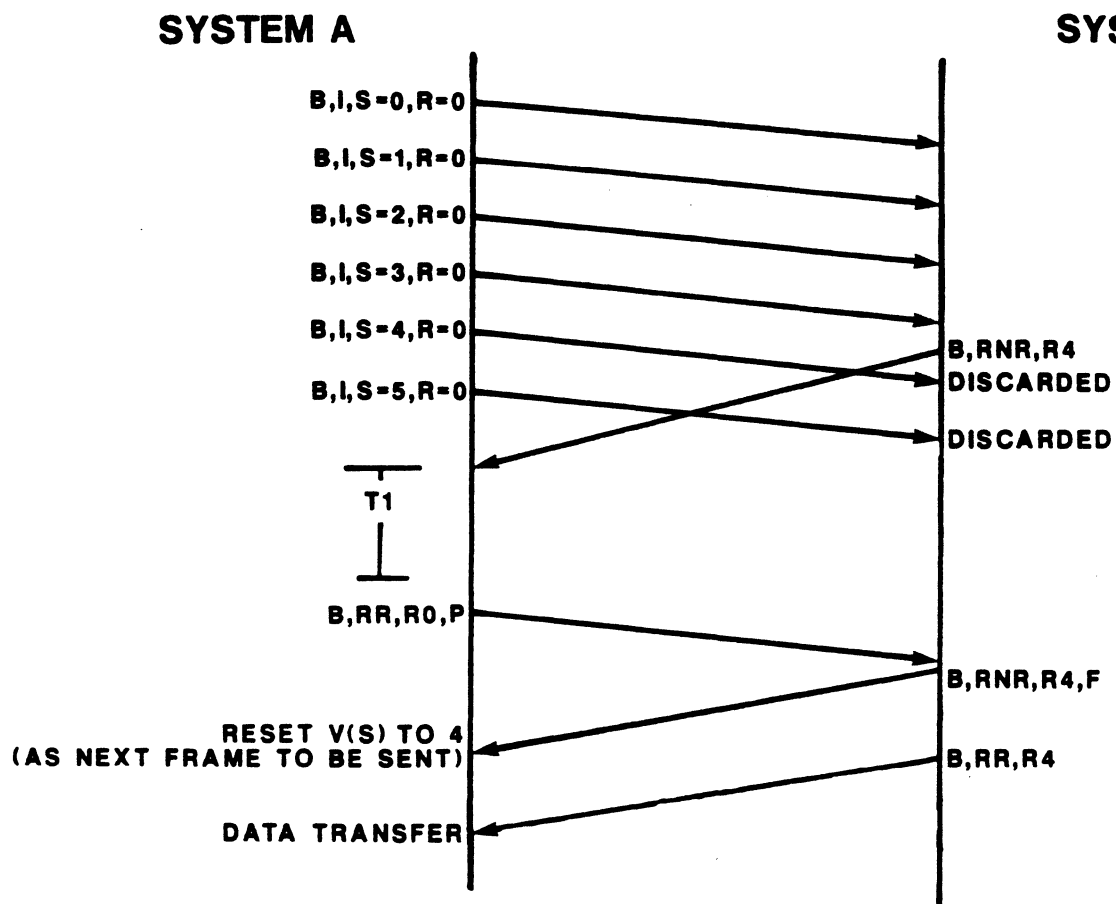 SYSTEM A
SYS
B,I,S=0,R=0
B,I,S=1,R=0
B,I,S=2,R=0
B,I,S=3,R=0
B,I,S=4,R=0
B,RNR,R4
DISCARDED
B,I,S=5,R=0
DISCARDED
T1
B,RR,R0,P
B,RNR,R4,F
RESET V(S) TO 4
(AS NEXT FRAME TO BE SENT)
B,RR,R4
DATA TRANSFER